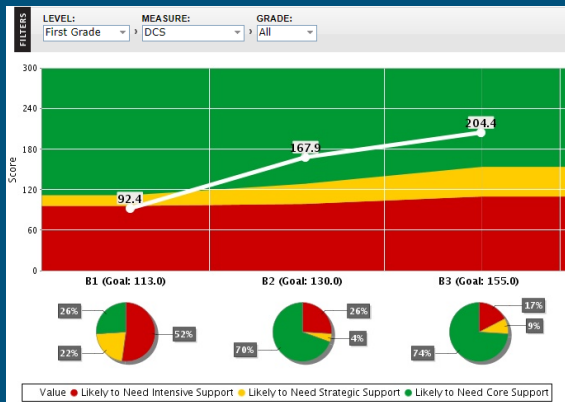 FILTERS
LEVEL: MEASURE: GRADE:
First Grade › DCS › All
300
240
180
120
60
0
Score
92.4
167.9
204.4
B1 (Goal: 113.0) B2 (Goal: 130.0) B3 (Goal: 155.0)
26% 52% 22%
26% 4% 70%
17% 9% 74%
Value Likely to Need Intensive Support Likely to Need Strategic Support Likely to Need Core Support